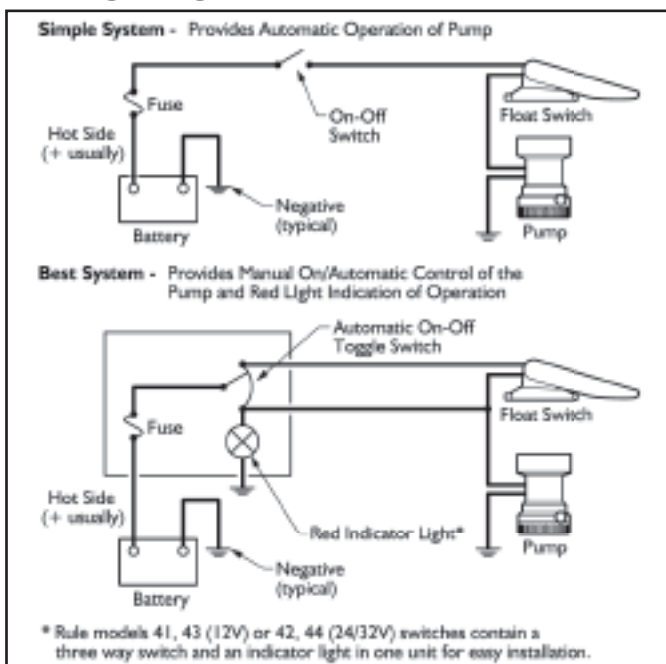 Simple System - Provides Automatic Operation of Pump
Fuse
On-Off
Switch
Float Switch
Hot Side
(+ usually)
Negative
(typical)
Battery
Pump
Best System - Provides Manual On/Automatic Control of the
Pump and Red LIght Indication of Operation
Automatic On-Off
Toggle Switch
Fuse
Float Switch
Hot Side
(+ usually)
Red Indicator Light*
Pump
Negative
(typical)
Battery
* Rule models 41, 43 (12V) or 42, 44 (24/32V) switches contain a
three way switch and an indicator light in one unit for easy installation.